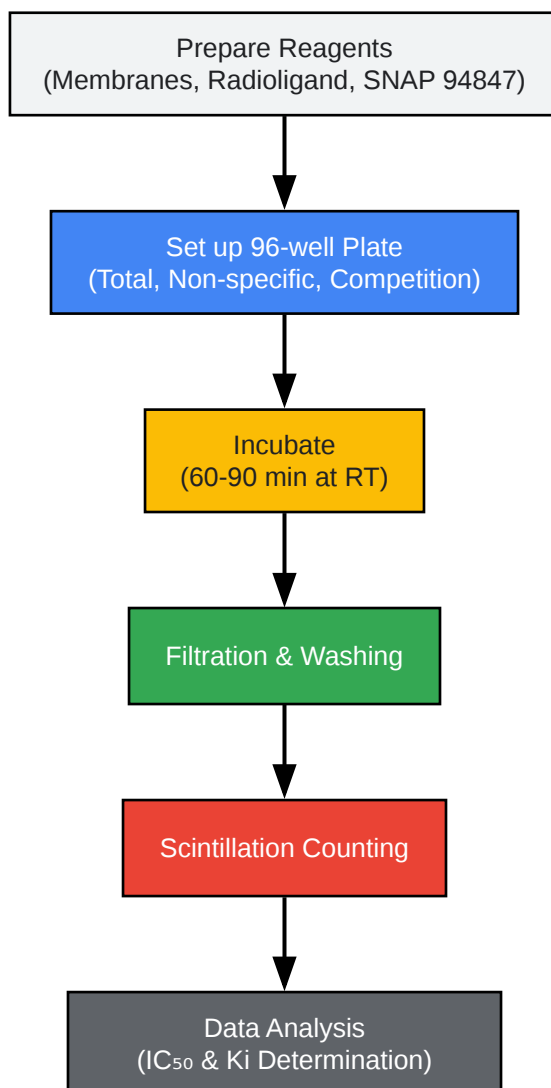 Prepare Reagents
(Membranes, Radioligand, SNAP 94847)
Set up 96-well Plate
(Total, Non-specific, Competition)
Incubate
(60-90 min at RT)
Filtration & Washing
Scintillation Counting
Data Analysis
(IC₅₀ & Ki Determination)